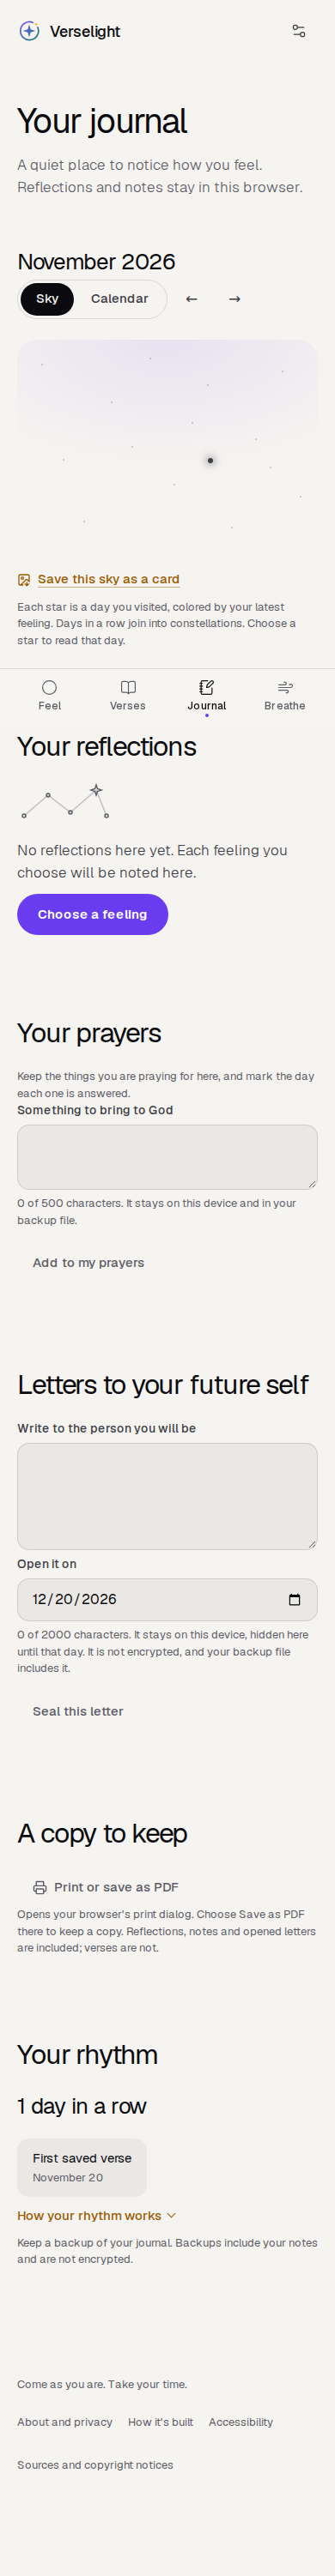 Verselight
Your journal
A quiet place to notice how you feel.
Reflections and notes stay in this browser.
November 2026
Sky Calendar ← →
Save this sky as a card
Each star is a day you visited, colored by your latest
feeling. Days in a row join into constellations. Choose a
star to read that day.
Feel Verses Journal Breathe
Your reflections
No reflections here yet. Each feeling you
choose will be noted here.
Choose a feeling
Your prayers
Keep the things you are praying for here, and mark the day
each one is answered.
Something to bring to God
0 of 500 characters. It stays on this device and in your
backup file.
Add to my prayers
Letters to your future self
Write to the person you will be
Open it on
12/20/2026
0 of 2000 characters. It stays on this device, hidden here
until that day. It is not encrypted, and your backup file
includes it.
Seal this letter
A copy to keep
Print or save as PDF
Opens your browser's print dialog. Choose Save as PDF
there to keep a copy. Reflections, notes and opened letters
are included; verses are not.
Your rhythm
1 day in a row
First saved verse
November 20
How your rhythm works
Keep a backup of your journal. Backups include your notes
and are not encrypted.
Come as you are. Take your time.
About and privacy How it's built Accessibility
Sources and copyright notices